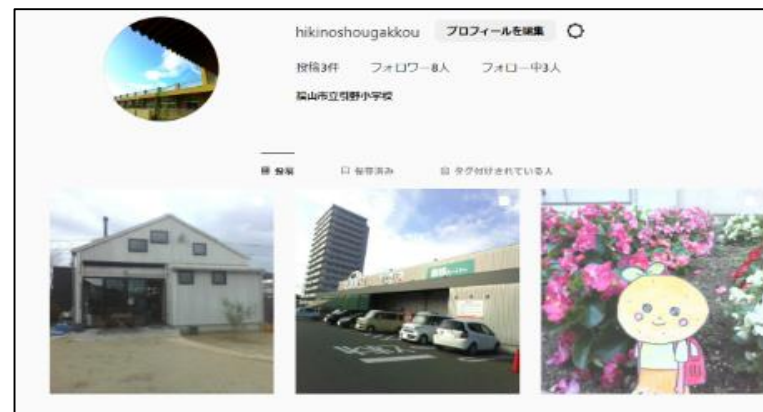 hikinoshougakkou プロフィールを編集
投稿3件 フォロワー8人 フォロー中3人
福山市立引野小学校
投稿 保存済み タグ付けされている人